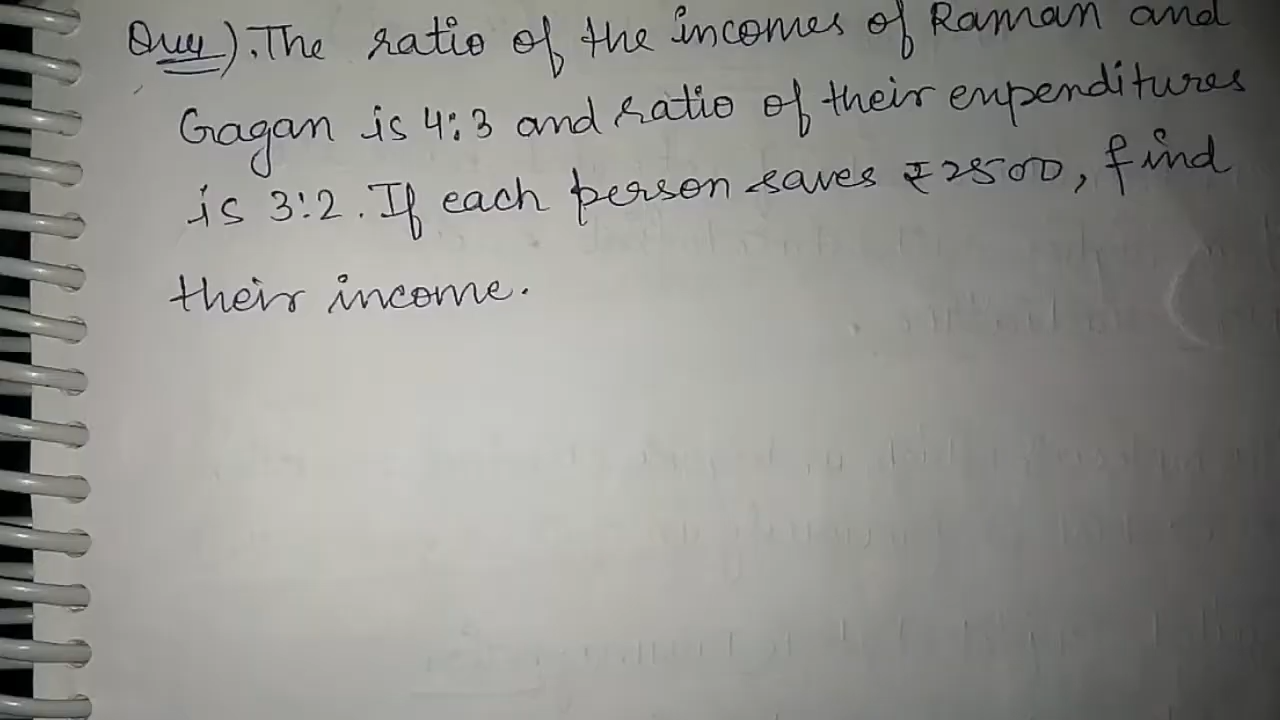 Ques). The ratio of the incomes of Raman and
Gagan is 4:3 and ratio of their expenditures
is 3:2. If each person saves ₹2500, find
their income.